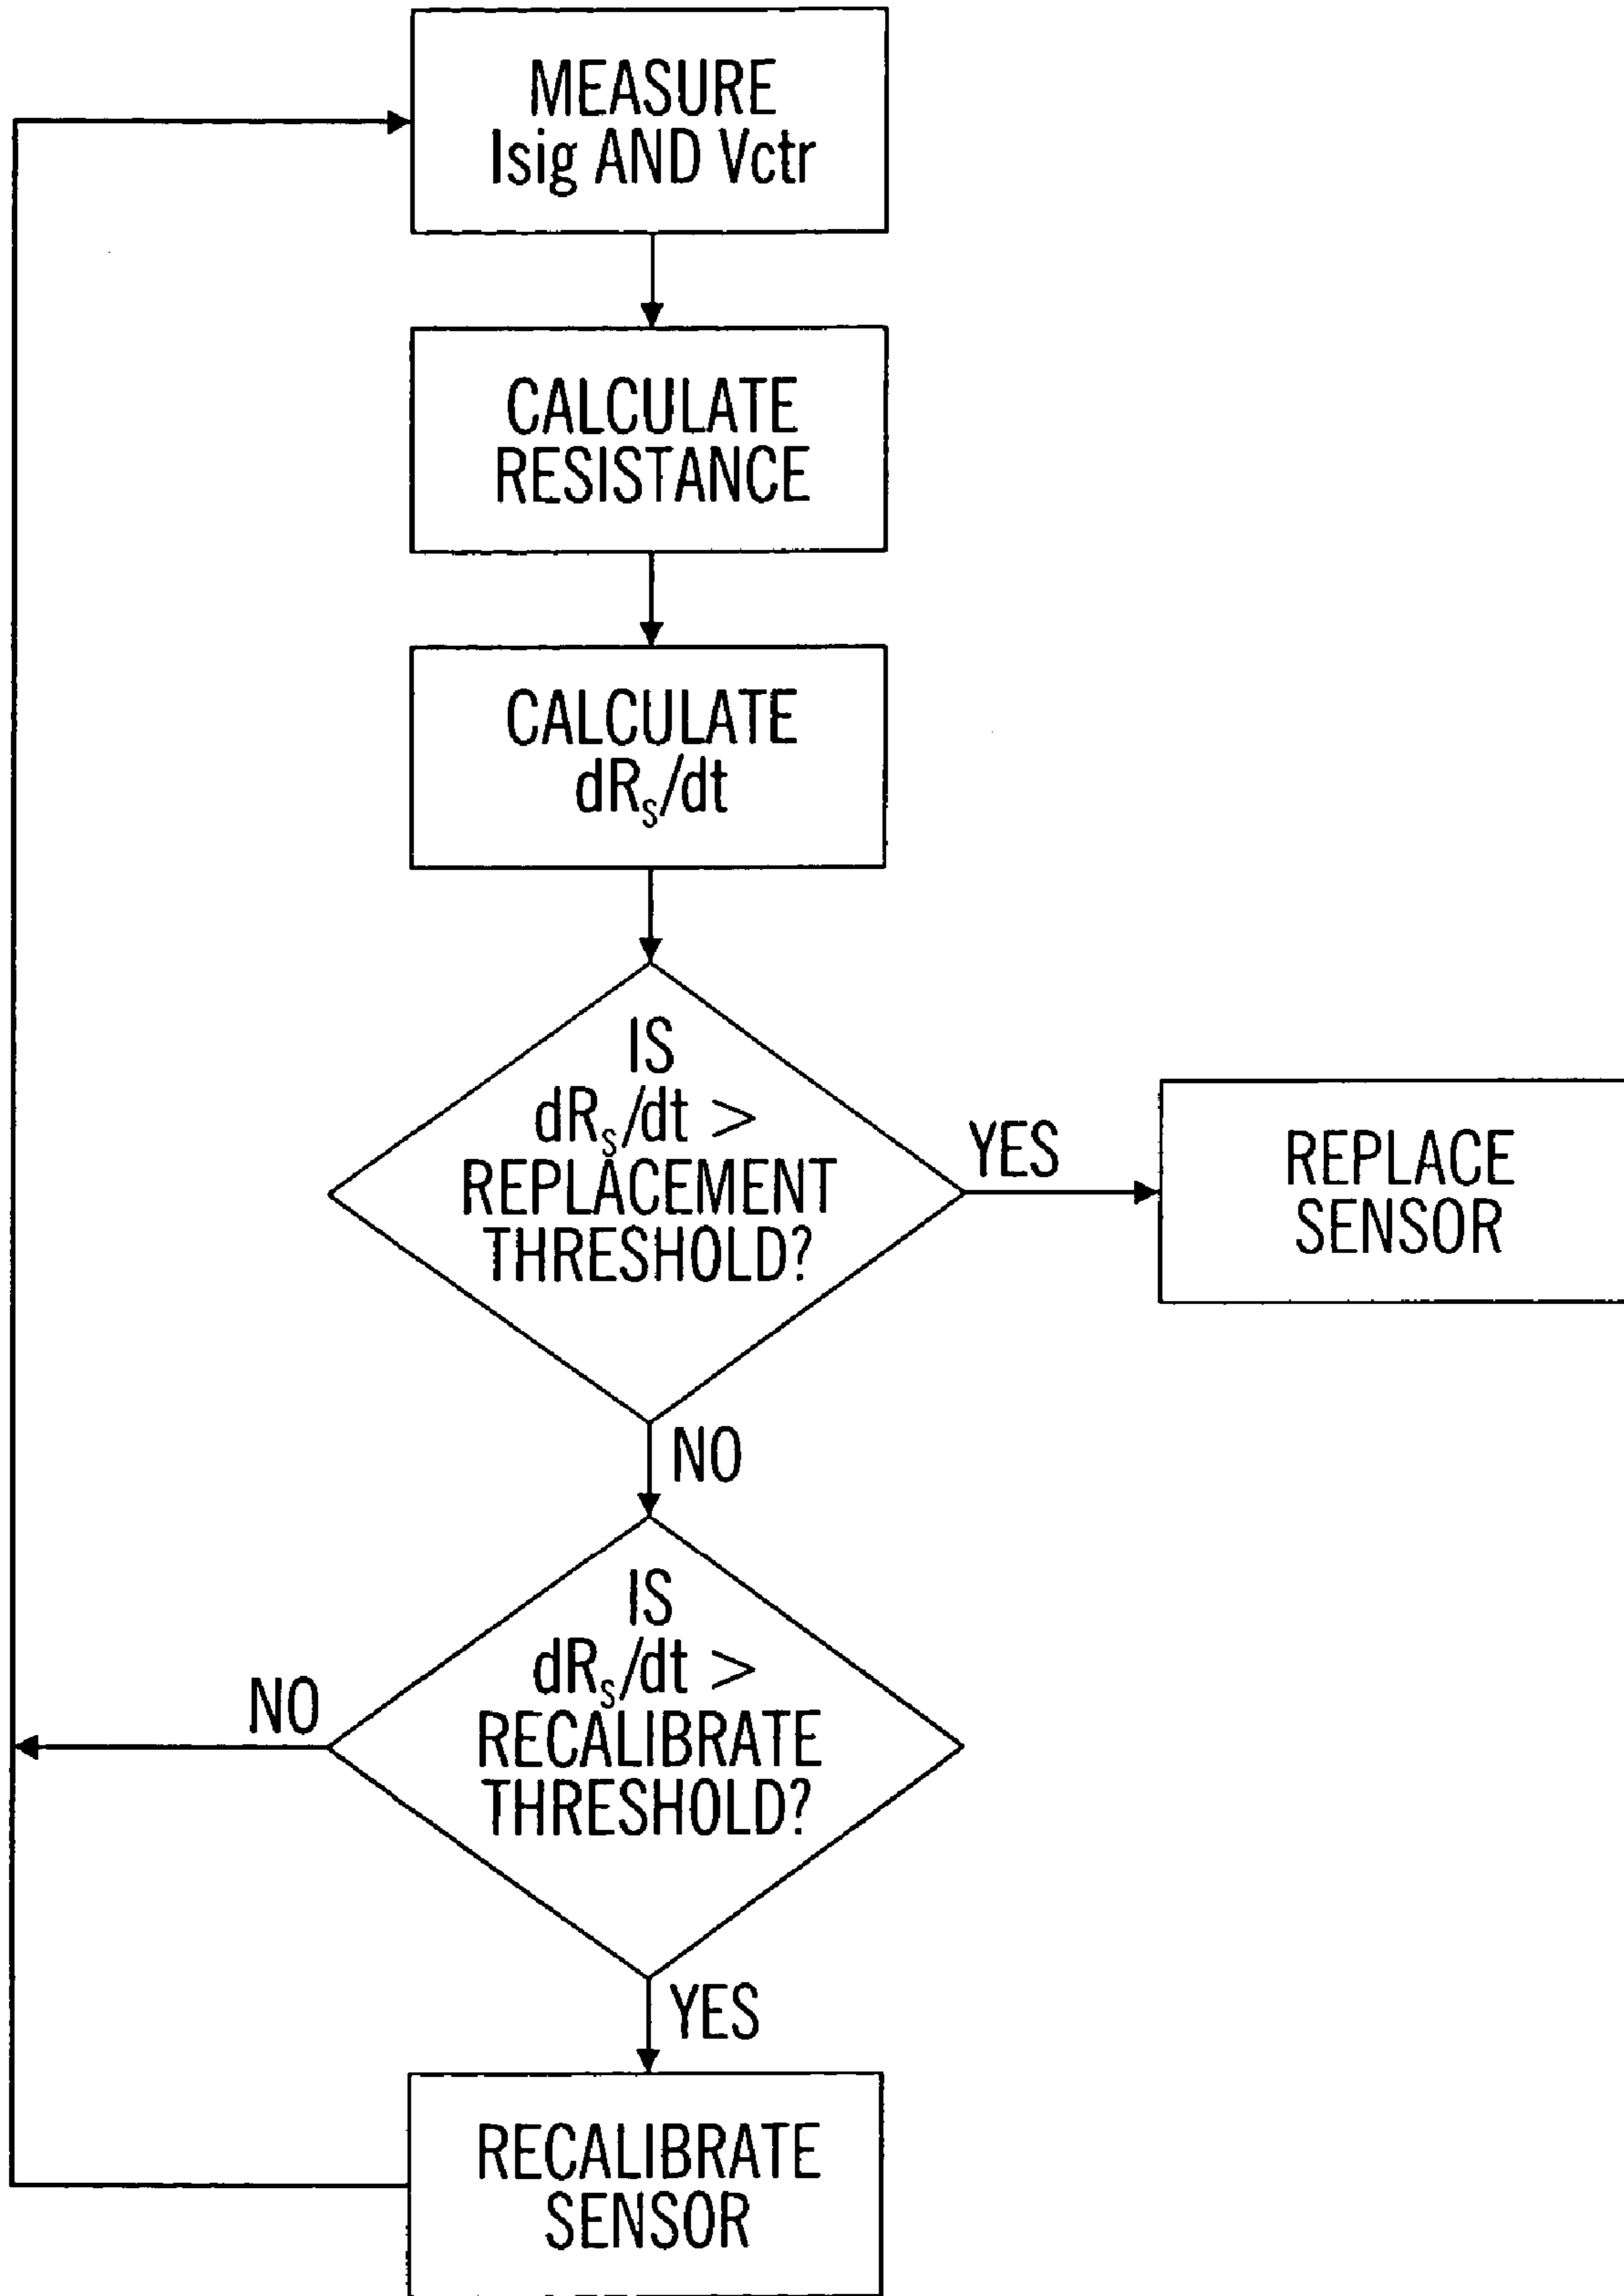 MEASURE
Isig AND Vctr
CALCULATE
RESISTANCE
CALCULATE
dRₛ/dt
IS
dRₛ/dt >
REPLACEMENT
THRESHOLD?
YES
REPLACE
SENSOR
NO
IS
dRₛ/dt >
RECALIBRATE
THRESHOLD?
NO
YES
RECALIBRATE
SENSOR